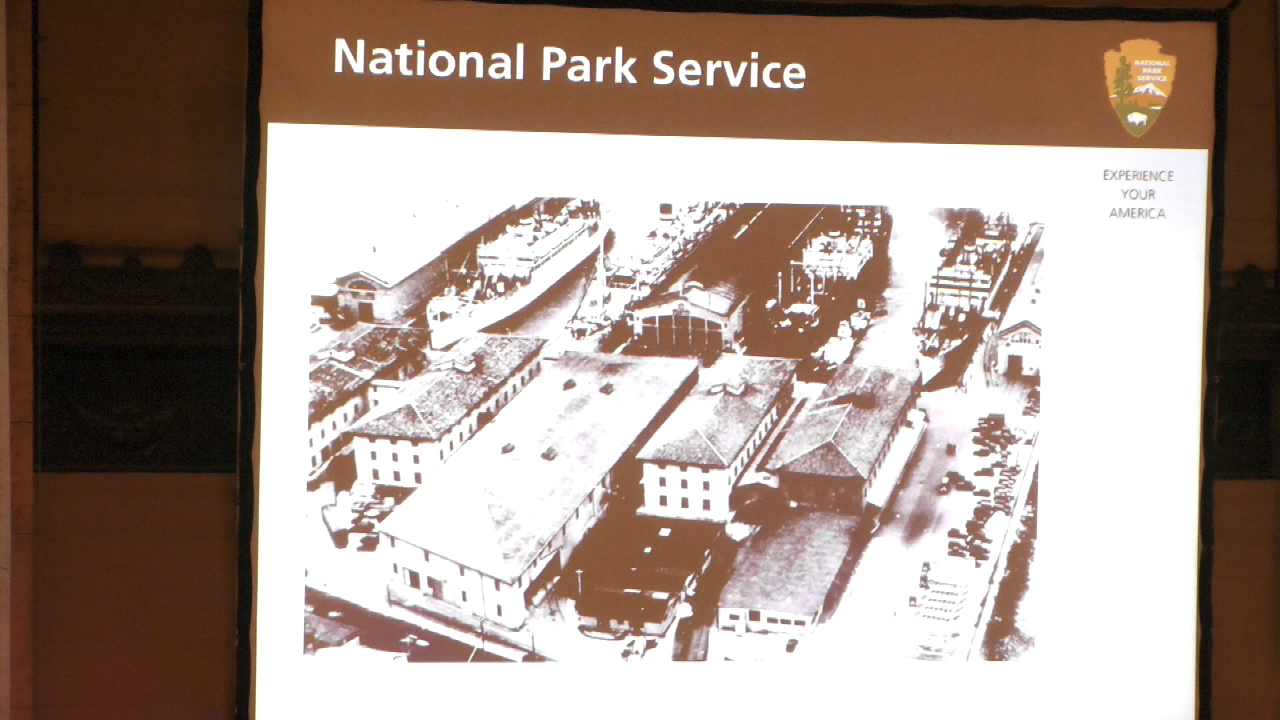 National Park Service
NATIONAL
PARK
SERVICE
EXPERIENCE
YOUR
AMERICA